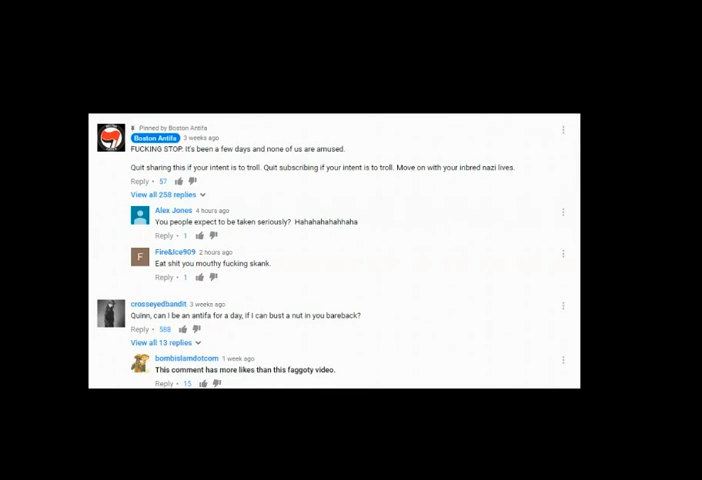 Pinned by Boston Antifa
Boston Antifa 3 weeks ago
FUCKING STOP. It's been a few days and none of us are amused.
Quit sharing this if your intent is to troll. Quit subscribing if your intent is to troll. Move on with your inbred nazi lives.
Reply • 57
View all 258 replies
Alex Jones 4 hours ago
You people expect to be taken seriously? Hahahahahahhaha
Reply • 1
F
Fire&Ice909 2 hours ago
Eat shit you mouthy fucking skank.
Reply • 1
crosseyedbandit 3 weeks ago
Quinn, can I be an antifa for a day, if I can bust a nut in you bareback?
Reply • 588
View all 13 replies
bombislamdotcom 1 week ago
This comment has more likes than this faggoty video.
Reply • 15